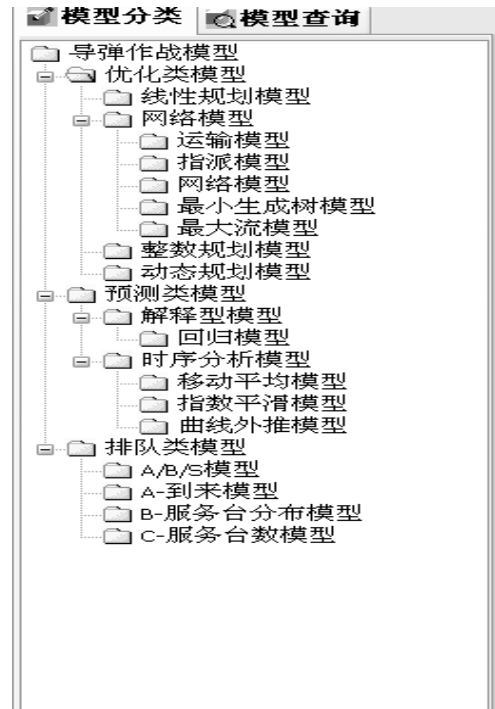 模型分类 模型查询
导弹作战模型
优化类模型
线性规划模型
网络模型
运输模型
指派模型
网络模型
最小生成树模型
最大流模型
整数规划模型
动态规划模型
预测类模型
解释型模型
回归模型
时序分析模型
移动平均模型
指数平滑模型
曲线外推模型
排队类模型
A/B/S模型
A-到来模型
B-服务台分布模型
C-服务台数模型